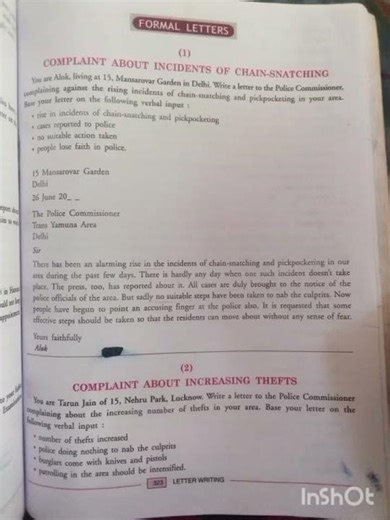 FORMAL LETTERS
(1)
COMPLAINT ABOUT INCIDENTS OF CHAIN-SNATCHING
You are Alok, living at 15, Mansarovar Garden in Delhi. Write a letter to the Police Commissioner,
complaining against the rising incidents of chain-snatching and pickpocketing in your area.
Base your letter on the following verbal input :
• rise in incidents of chain-snatching and pickpocketing
• cases reported to police
• no suitable action taken
• people lose faith in police.
15 Mansarovar Garden
Delhi
26 June 20_ _
The Police Commissioner
Trans Yamuna Area
Delhi
Sir
There has been an alarming rise in the incidents of chain-snatching and pickpocketing in our
area during the past few days. There is hardly any day when one such incident doesn't take
place. The press, too, has reported about it. All cases are duly brought to the notice of the
police officials of the area. But sadly no suitable steps have been taken to nab the culprits. Now
people have begun to point an accusing finger at the police also. It is requested that some
effective steps should be taken so that the residents can move about without any sense of fear.
Yours faithfully
Alok
(2)
COMPLAINT ABOUT INCREASING THEFTS
You are Tarun Jain of 15, Nehru Park, Lucknow. Write a letter to the Police Commissioner
complaining about the increasing number of thefts in your area. Base your letter on the
following verbal input :
• number of thefts increased
• police doing nothing to nab the culprits
• burglars come with knives and pistols
• patrolling in the area should be intensified.
523 LETTER WRITING
InShOt